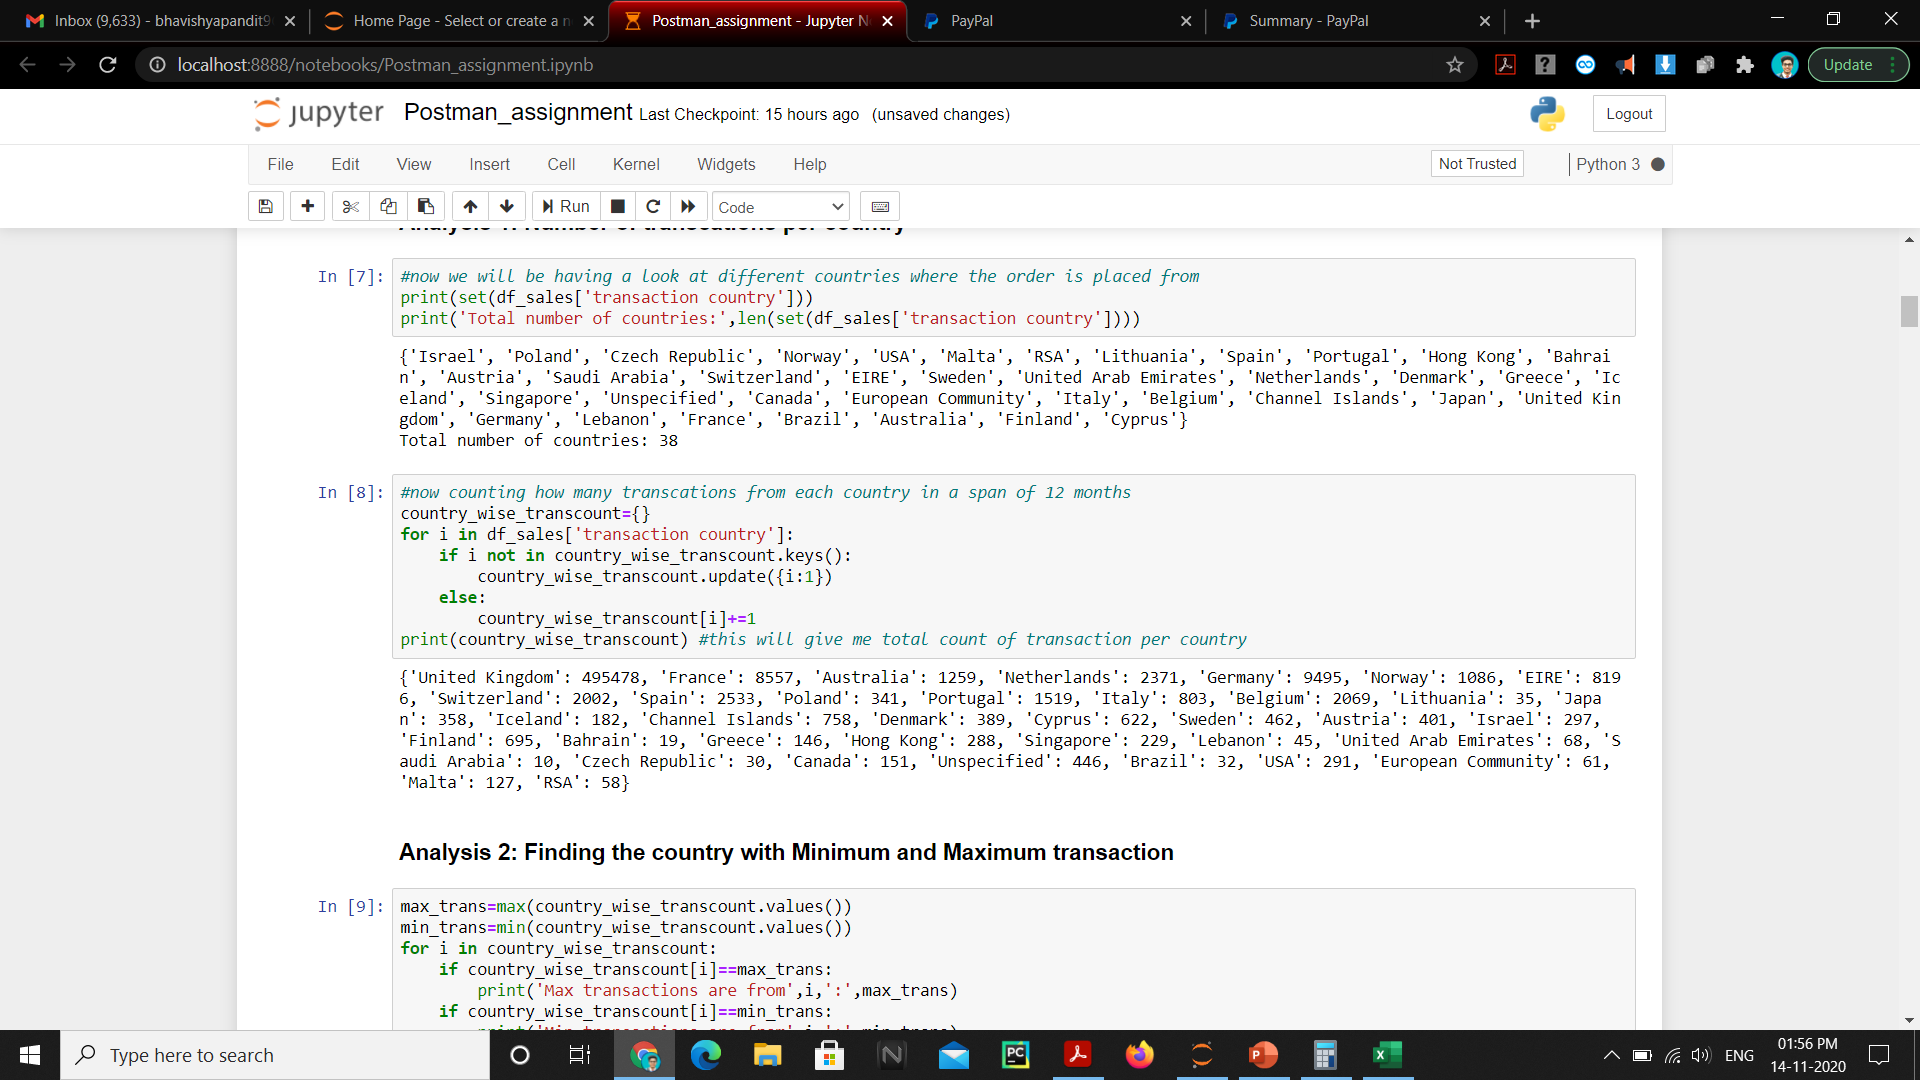 Inbox (9,633) - bhavishyapandit9
Home Page - Select or create a n
Postman_assignment - Jupyter N
PayPal
Summary - PayPal
localhost:8888/notebooks/Postman_assignment.ipynb
Update
jupyter Postman_assignment Last Checkpoint: 15 hours ago (unsaved changes)
Logout
File Edit View Insert Cell Kernel Widgets Help
Not Trusted
Python 3
Run
Code
Analysis 1: Number of transcations per country
In [7]: #now we will be having a look at different countries where the order is placed from
print(set(df_sales['transaction country']))
print('Total number of countries:',len(set(df_sales['transaction country'])))
{'Israel', 'Poland', 'Czech Republic', 'Norway', 'USA', 'Malta', 'RSA', 'Lithuania', 'Spain', 'Portugal', 'Hong Kong', 'Bahrai
n', 'Austria', 'Saudi Arabia', 'Switzerland', 'EIRE', 'Sweden', 'United Arab Emirates', 'Netherlands', 'Denmark', 'Greece', 'Ic
eland', 'Singapore', 'Unspecified', 'Canada', 'European Community', 'Italy', 'Belgium', 'Channel Islands', 'Japan', 'United Kin
gdom', 'Germany', 'Lebanon', 'France', 'Brazil', 'Australia', 'Finland', 'Cyprus'}
Total number of countries: 38
In [8]: #now counting how many transcations from each country in a span of 12 months
country_wise_transcount={}
for i in df_sales['transaction country']:
    if i not in country_wise_transcount.keys():
        country_wise_transcount.update({i:1})
    else:
        country_wise_transcount[i]+=1
print(country_wise_transcount) #this will give me total count of transaction per country
{'United Kingdom': 495478, 'France': 8557, 'Australia': 1259, 'Netherlands': 2371, 'Germany': 9495, 'Norway': 1086, 'EIRE': 819
6, 'Switzerland': 2002, 'Spain': 2533, 'Poland': 341, 'Portugal': 1519, 'Italy': 803, 'Belgium': 2069, 'Lithuania': 35, 'Japa
n': 358, 'Iceland': 182, 'Channel Islands': 758, 'Denmark': 389, 'Cyprus': 622, 'Sweden': 462, 'Austria': 401, 'Israel': 297,
'Finland': 695, 'Bahrain': 19, 'Greece': 146, 'Hong Kong': 288, 'Singapore': 229, 'Lebanon': 45, 'United Arab Emirates': 68, 'S
audi Arabia': 10, 'Czech Republic': 30, 'Canada': 151, 'Unspecified': 446, 'Brazil': 32, 'USA': 291, 'European Community': 61,
'Malta': 127, 'RSA': 58}
Analysis 2: Finding the country with Minimum and Maximum transaction
In [9]: max_trans=max(country_wise_transcount.values())
min_trans=min(country_wise_transcount.values())
for i in country_wise_transcount:
    if country_wise_transcount[i]==max_trans:
        print('Max transactions are from',i,':',max_trans)
    if country_wise_transcount[i]==min_trans:
        print('Min transactions are from',i,':',min_trans)
Type here to search
ENG
01:56 PM
14-11-2020